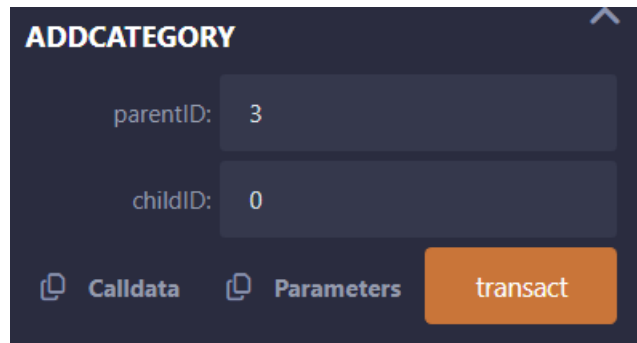 ADDCATEGORY
parentID: 3
childID: 0
Calldata Parameters transact